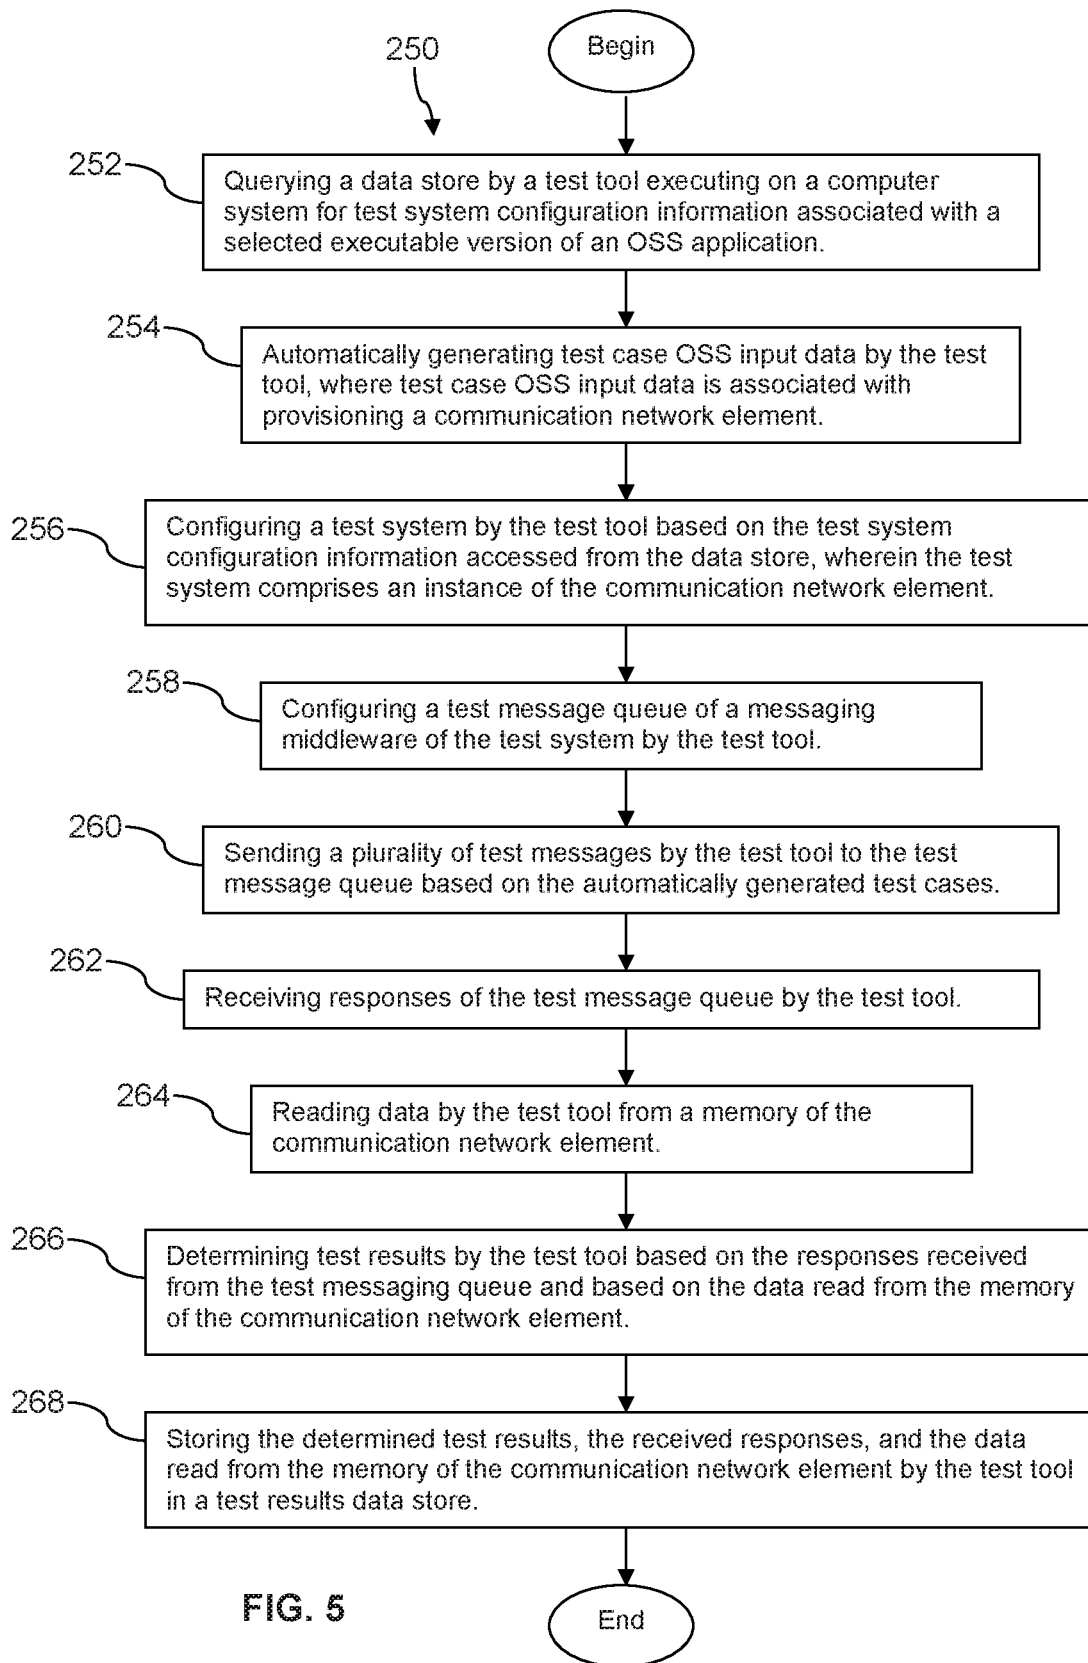 Begin
250
252
Querying a data store by a test tool executing on a computer
system for test system configuration information associated with a
selected executable version of an OSS application.
254
Automatically generating test case OSS input data by the test
tool, where test case OSS input data is associated with
provisioning a communication network element.
256
Configuring a test system by the test tool based on the test system
configuration information accessed from the data store, wherein the test
system comprises an instance of the communication network element.
258
Configuring a test message queue of a messaging
middleware of the test system by the test tool.
260
Sending a plurality of test messages by the test tool to the test
message queue based on the automatically generated test cases.
262
Receiving responses of the test message queue by the test tool.
264
Reading data by the test tool from a memory of the
communication network element.
266
Determining test results by the test tool based on the responses received
from the test messaging queue and based on the data read from the memory
of the communication network element.
268
Storing the determined test results, the received responses, and the data
read from the memory of the communication network element by the test tool
in a test results data store.
FIG. 5
End